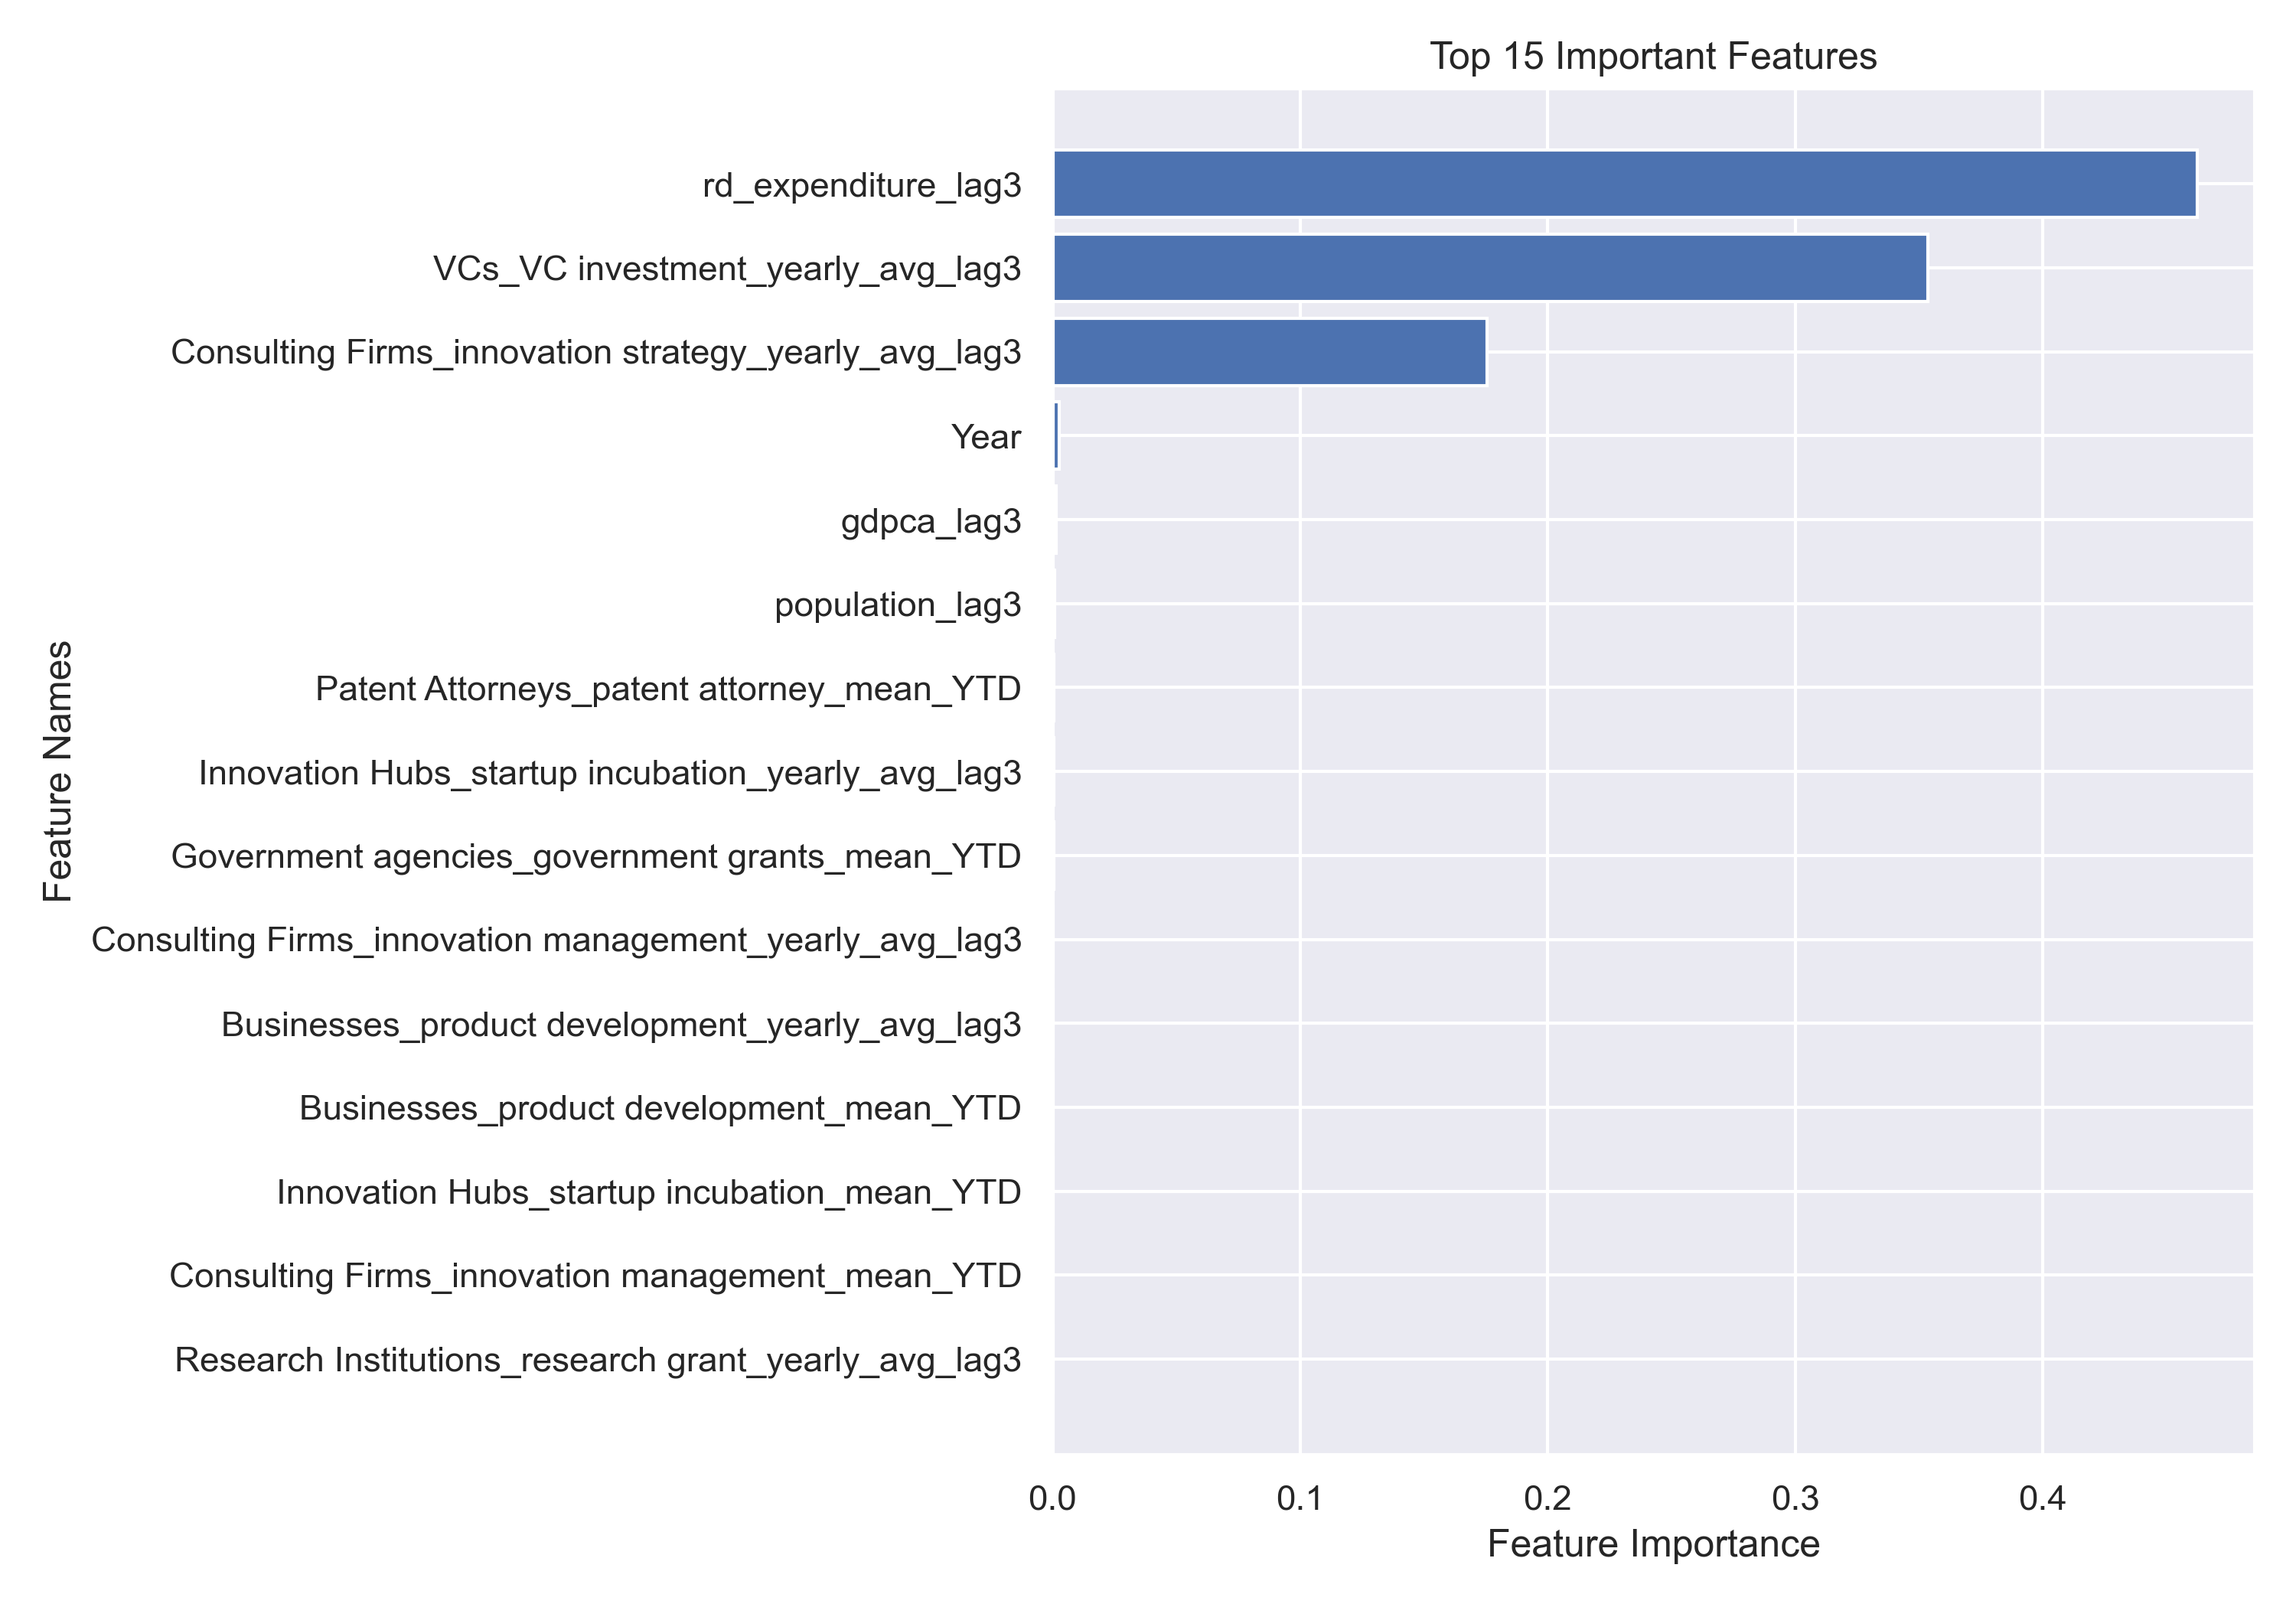 Top 15 Important Features
rd_expenditure_lag3
VCs_VC investment_yearly_avg_lag3
Consulting Firms_innovation strategy_yearly_avg_lag3
Year
gdpca_lag3
population_lag3
Patent Attorneys_patent attorney_mean_YTD
Innovation Hubs_startup incubation_yearly_avg_lag3
Government agencies_government grants_mean_YTD
Consulting Firms_innovation management_yearly_avg_lag3
Businesses_product development_yearly_avg_lag3
Businesses_product development_mean_YTD
Innovation Hubs_startup incubation_mean_YTD
Consulting Firms_innovation management_mean_YTD
Research Institutions_research grant_yearly_avg_lag3
Feature Names
0.0 0.1 0.2 0.3 0.4
Feature Importance